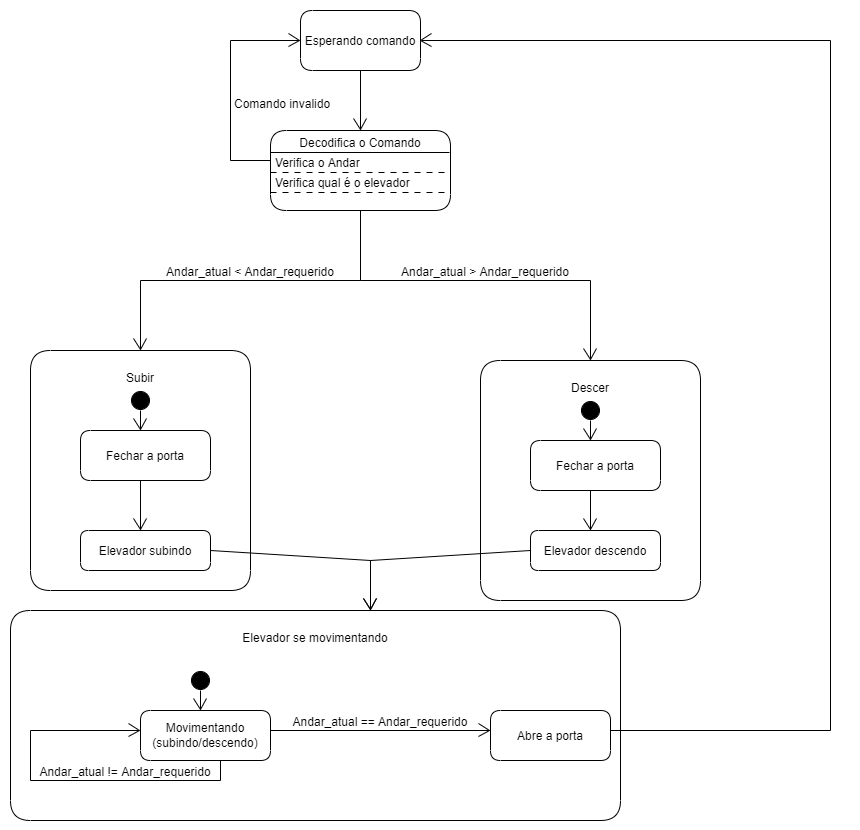 Esperando comando
Comando invalido
Decodifica o Comando
Verifica o Andar
Verifica qual é o elevador
Andar_atual < Andar_requerido
Andar_atual > Andar_requerido
Subir
Descer
Fechar a porta
Fechar a porta
Elevador subindo
Elevador descendo
Elevador se movimentando
Movimentando
(subindo/descendo)
Andar_atual == Andar_requerido
Abre a porta
Andar_atual != Andar_requerido